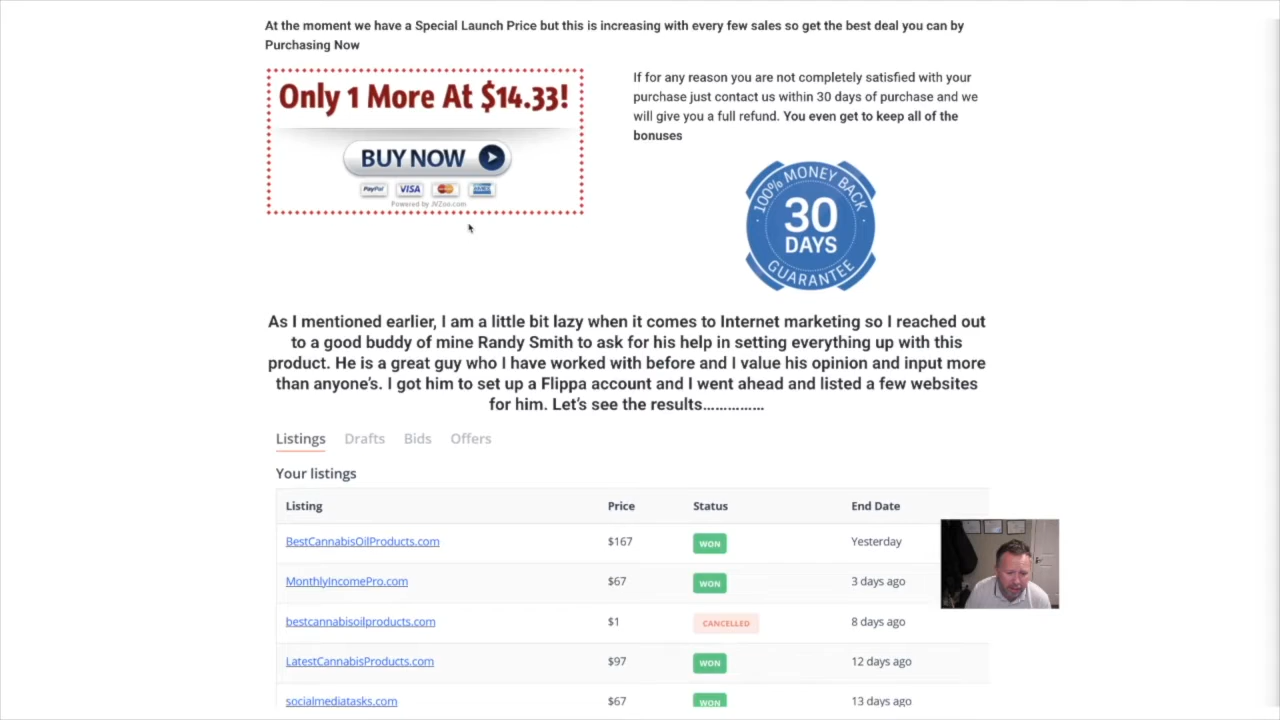 At the moment we have a Special Launch Price but this is increasing with every few sales so get the best deal you can by
Purchasing Now
Only 1 More At $14.33!
BUY NOW
PayPal VISA MasterCard
Powered by JVZoo.com
If for any reason you are not completely satisfied with your
purchase just contact us within 30 days of purchase and we
will give you a full refund. You even get to keep all of the
bonuses
100% MONEY BACK
30
DAYS
GUARANTEE
As I mentioned earlier, I am a little bit lazy when it comes to Internet marketing so I reached out
to a good buddy of mine Randy Smith to ask for his help in setting everything up with this
product. He is a great guy who I have worked with before and I value his opinion and input more
than anyone's. I got him to set up a Flippa account and I went ahead and listed a few websites
for him. Let's see the results……………
Listings Drafts Bids Offers
Your listings
Listing Price Status End Date
BestCannabisOilProducts.com $167 WON Yesterday
MonthlyIncomePro.com $67 WON 3 days ago
bestcannabisoilproducts.com $1 CANCELLED 8 days ago
LatestCannabisProducts.com $97 WON 12 days ago
socialmediatasks.com $67 WON 13 days ago